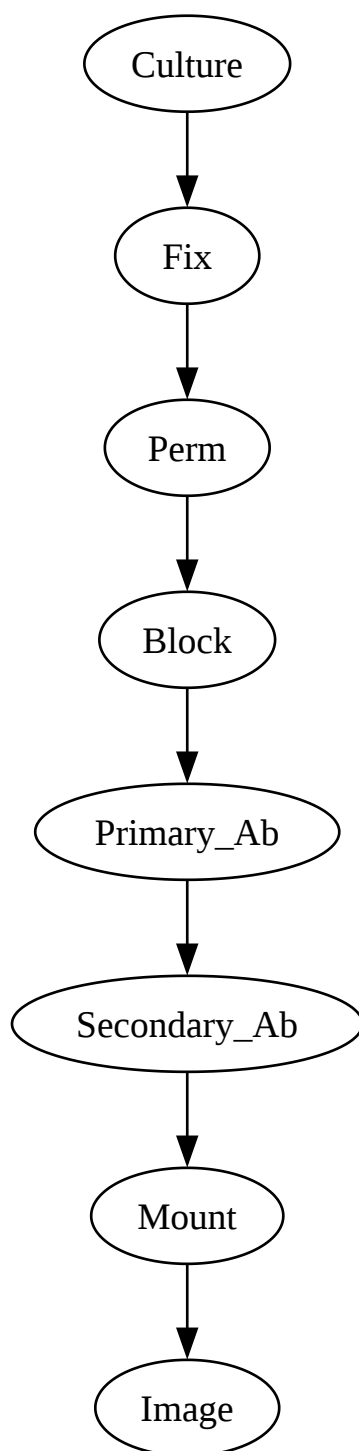 Culture
Fix
Perm
Block
Primary_Ab
Secondary_Ab
Mount
Image